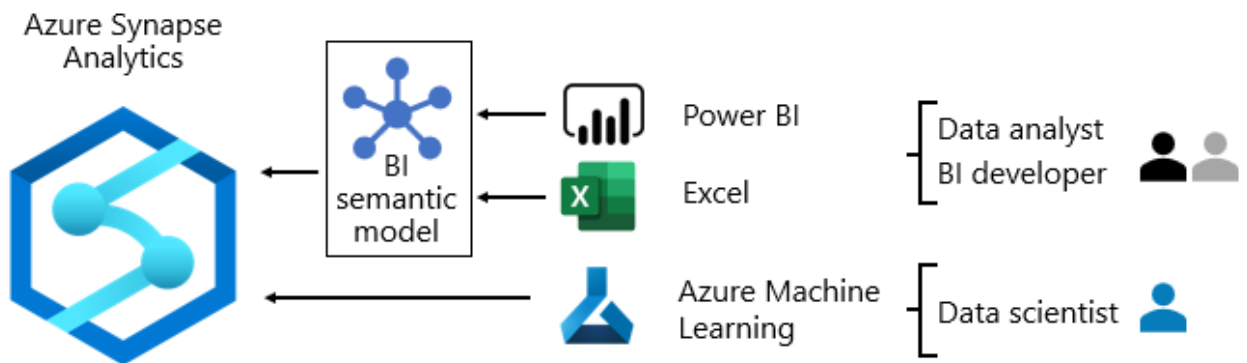 Azure Synapse
Analytics
BI
semantic
model
Power BI
Excel
X
Azure Machine
Learning
Data analyst
BI developer
Data scientist